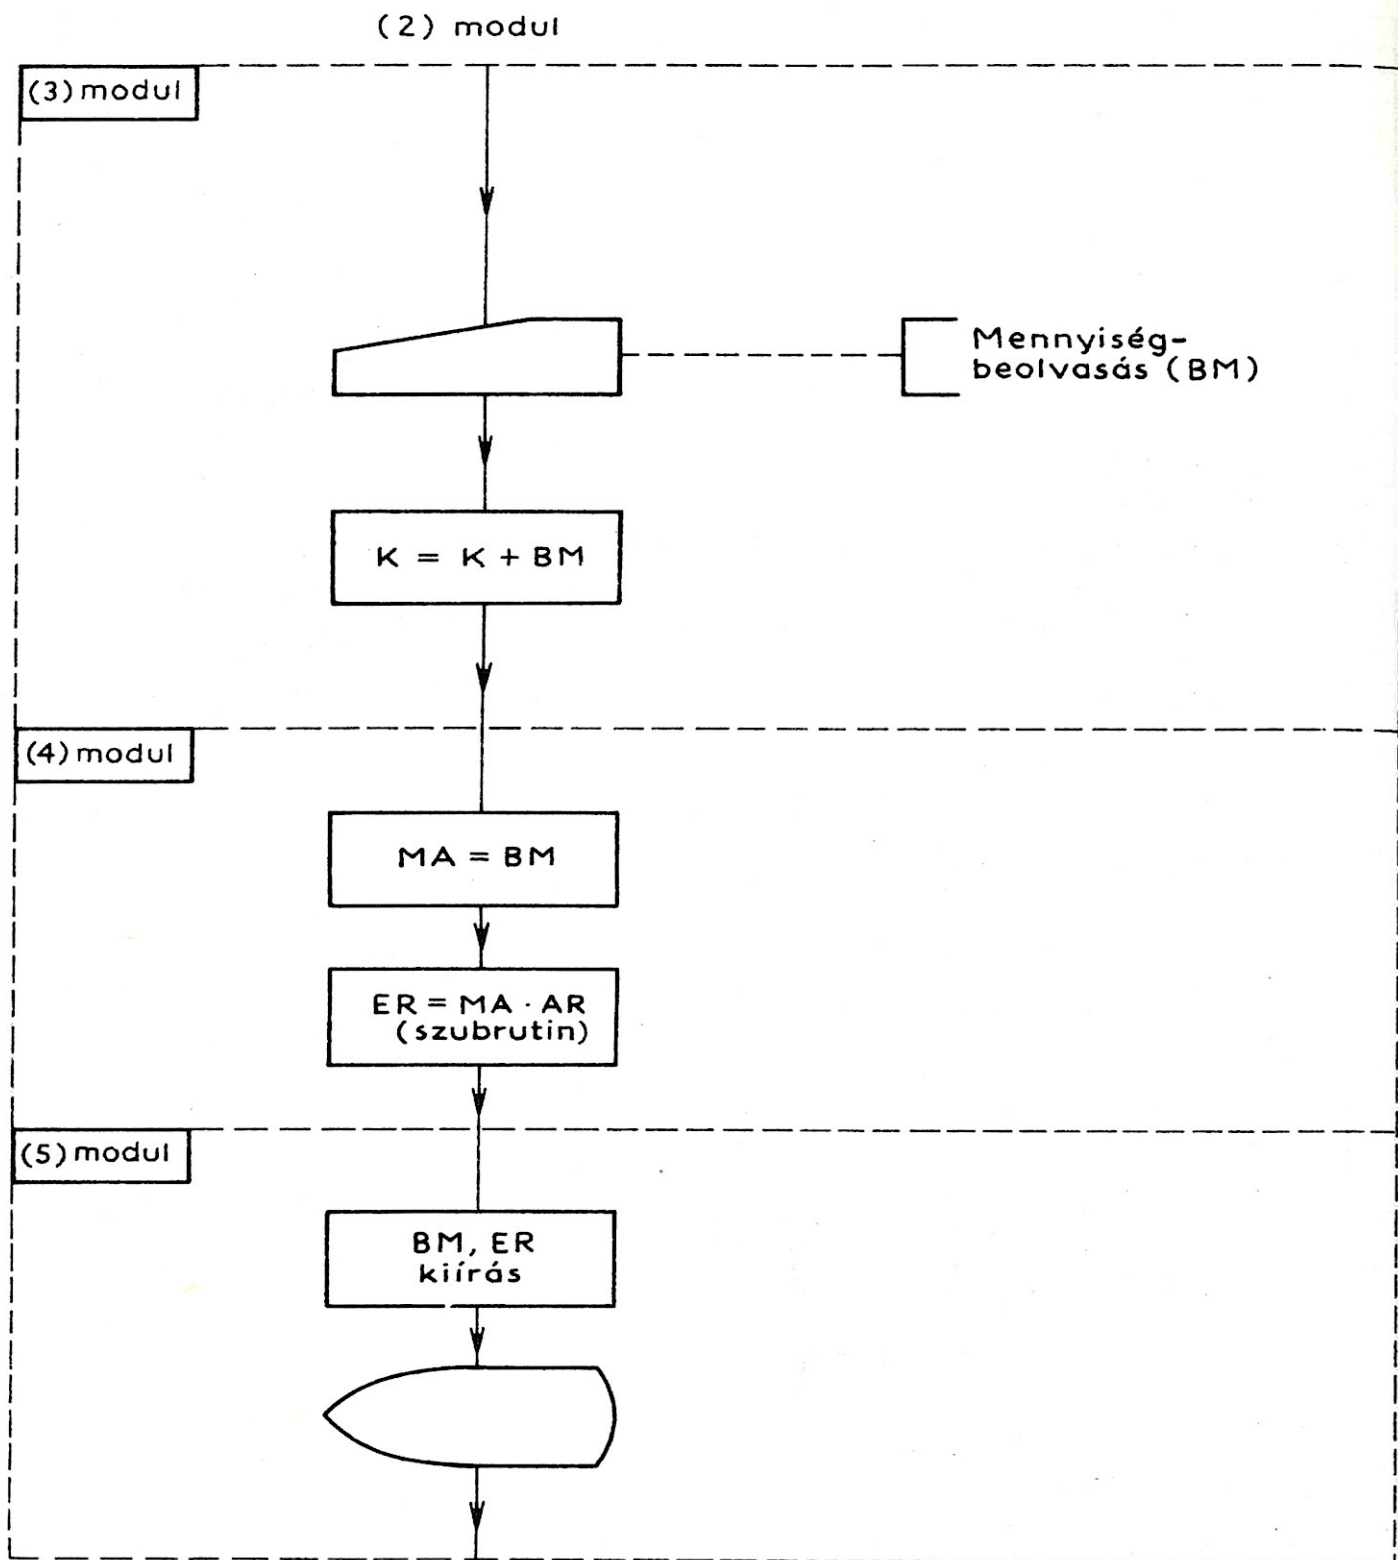 (2) modul
(3) modul
Mennyiség-
beolvasás (BM)
K = K + BM
(4) modul
MA = BM
ER = MA · AR
(szubrutin)
(5) modul
BM, ER
kiírás